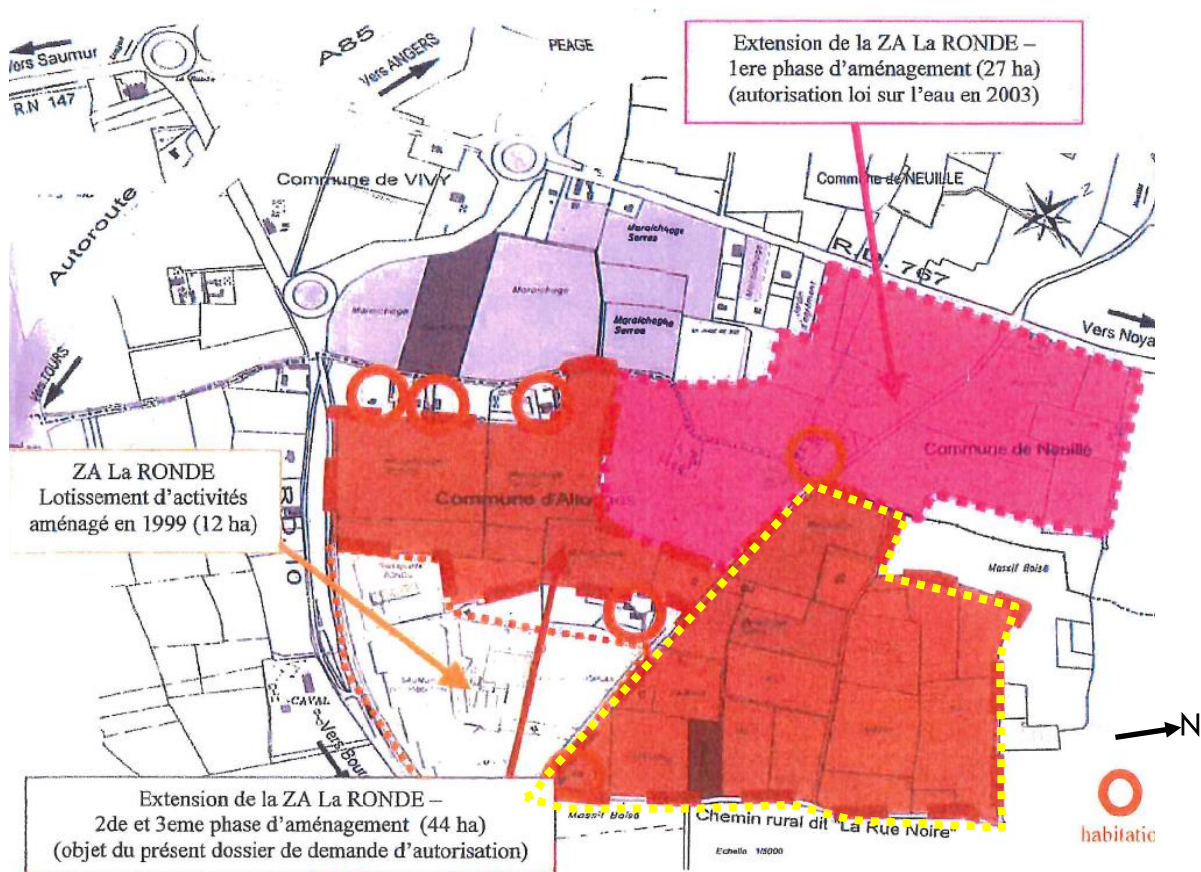 Vers Saumur
R.N 147
A85
Vers ANGERS
PEAGE
Extension de la ZA La RONDE –
1ere phase d'aménagement (27 ha)
(autorisation loi sur l'eau en 2003)
Commune de VIVY
Commune de NEUILLE
Autoroute
Maraichage
Serres
Maraichage
Maraichage
Maraichage
Maraichage
Serres
R.D. 767
Vers Noya
Vers TOURS
ZA La RONDE
Lotissement d'activités
aménagé en 1999 (12 ha)
Commune de Neuillé
Commune d'Allonnes
R.D 10
Massif Boisé
CAVAL
Vers Bour
N
Extension de la ZA La RONDE –
2de et 3eme phase d'aménagement (44 ha)
(objet du présent dossier de demande d'autorisation)
Massif Boisé
Chemin rural dit "La Rue Noire"
Echelle 1/5000
habitatio